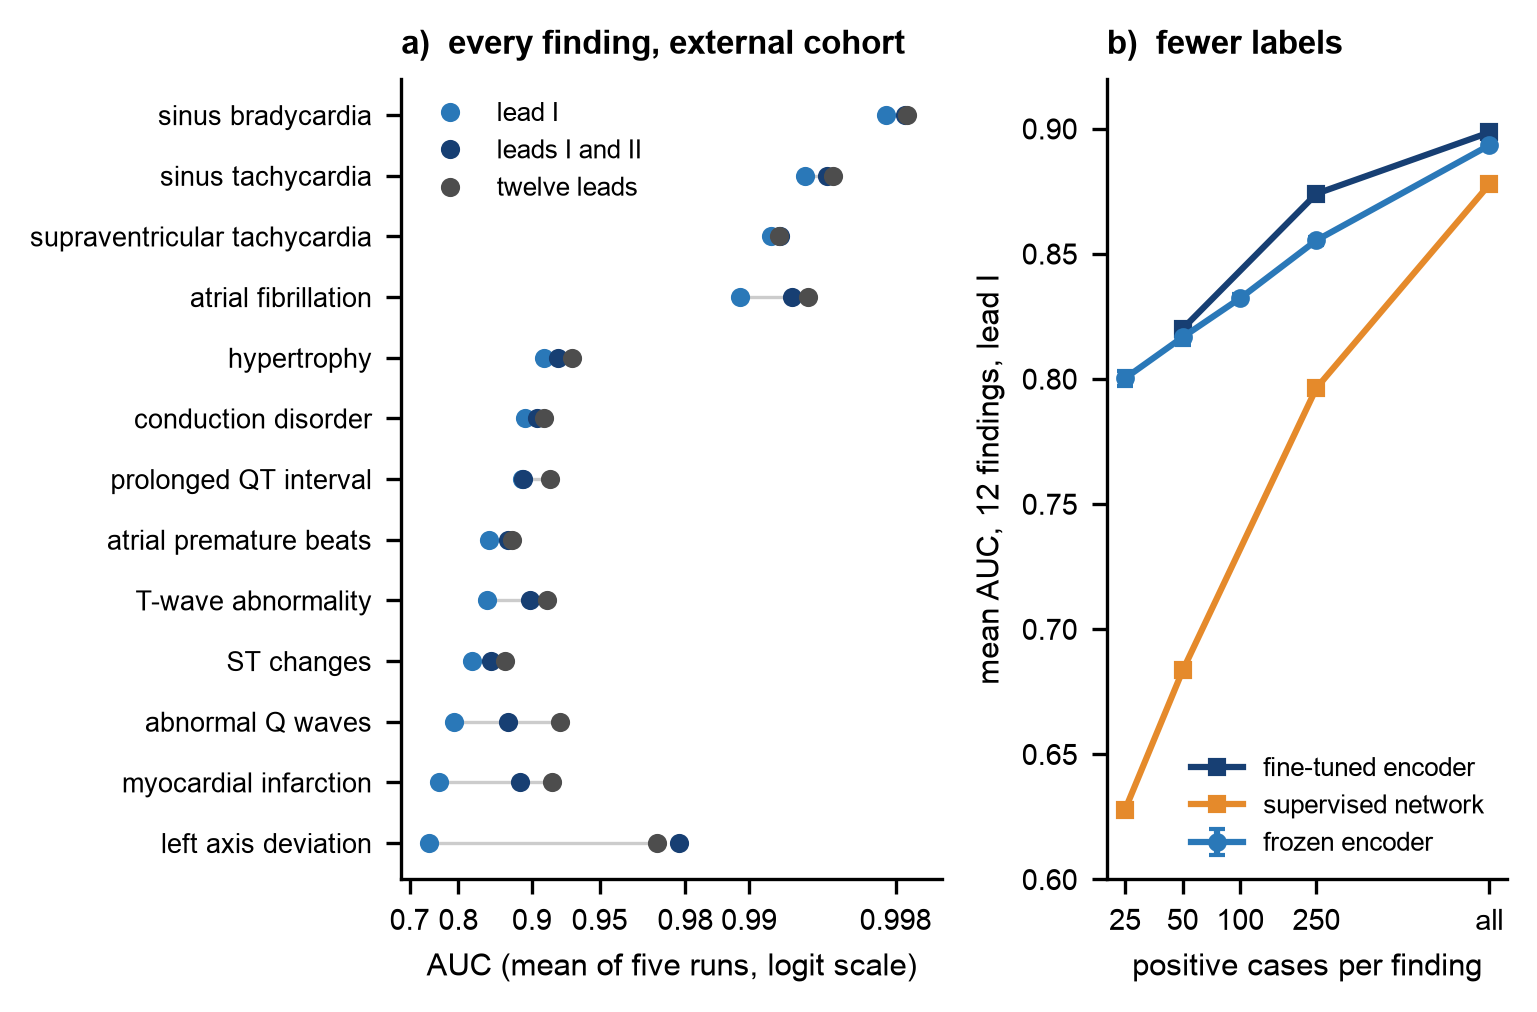 a)  every finding, external cohort
lead I
leads I and II
twelve leads
sinus bradycardia
sinus tachycardia
supraventricular tachycardia
atrial fibrillation
hypertrophy
conduction disorder
prolonged QT interval
atrial premature beats
T-wave abnormality
ST changes
abnormal Q waves
myocardial infarction
left axis deviation
0.7 0.8 0.9 0.95 0.98 0.99 0.998
AUC (mean of five runs, logit scale)
b)  fewer labels
mean AUC, 12 findings, lead I
0.90
0.85
0.80
0.75
0.70
0.65
0.60
fine-tuned encoder
supervised network
frozen encoder
25 50 100 250 all
positive cases per finding